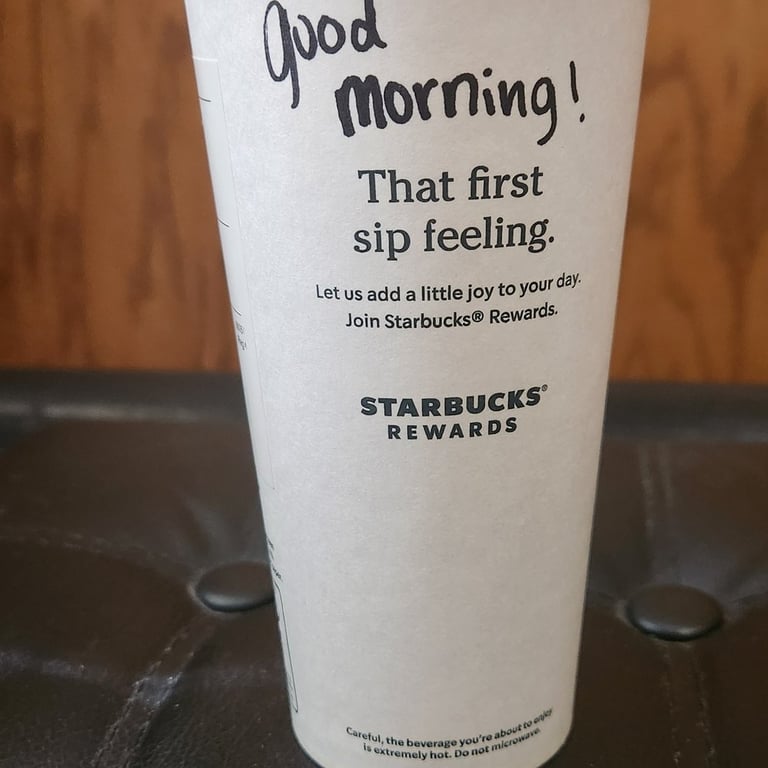 Good
morning!
That first
sip feeling.
Let us add a little joy to your day.
Join Starbucks® Rewards.
STARBUCKS®
REWARDS
Careful, the beverage you're about to enjoy
is extremely hot. Do not microwave.